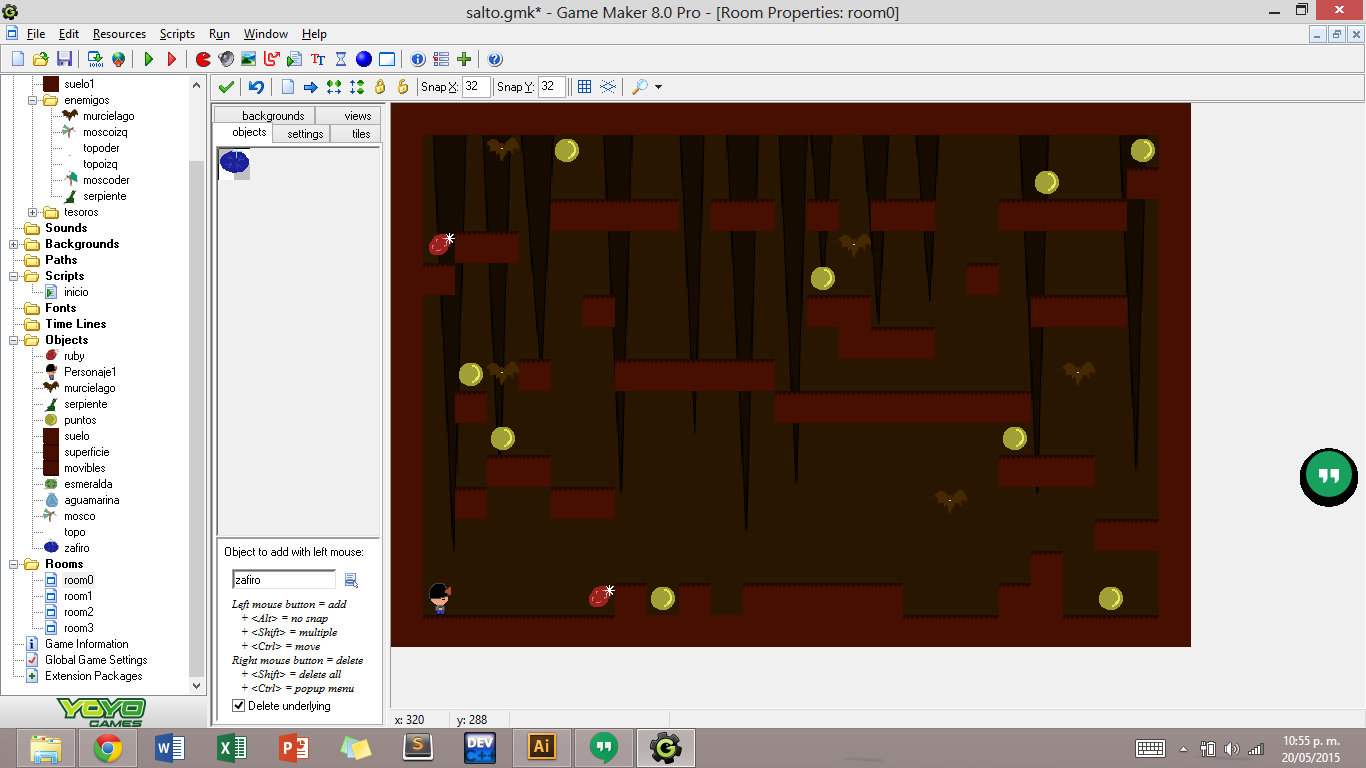 salto.gmk* - Game Maker 8.0 Pro - [Room Properties: room0]
File Edit Resources Scripts Run Window Help
Snap X: 32 Snap Y: 32
suelo1
enemigos
murcielago
moscoizq
topoder
topoizq
moscoder
serpiente
tesoros
Sounds
Backgrounds
Paths
Scripts
inicio
Fonts
Time Lines
Objects
ruby
Personaje1
murcielago
serpiente
puntos
suelo
superficie
movibles
esmeralda
aguamarina
mosco
topo
zafiro
Rooms
room0
room1
room2
room3
Game Information
Global Game Settings
Extension Packages
YOYO
GAMES
backgrounds views
objects settings tiles
Object to add with left mouse:
zafiro
Left mouse button = add
+ <Alt> = no snap
+ <Shift> = multiple
+ <Ctrl> = move
Right mouse button = delete
+ <Shift> = delete all
+ <Ctrl> = popup menu
Delete underlying
x: 320 y: 288
DEV
C++
Ai
10:55 p. m.
20/05/2015